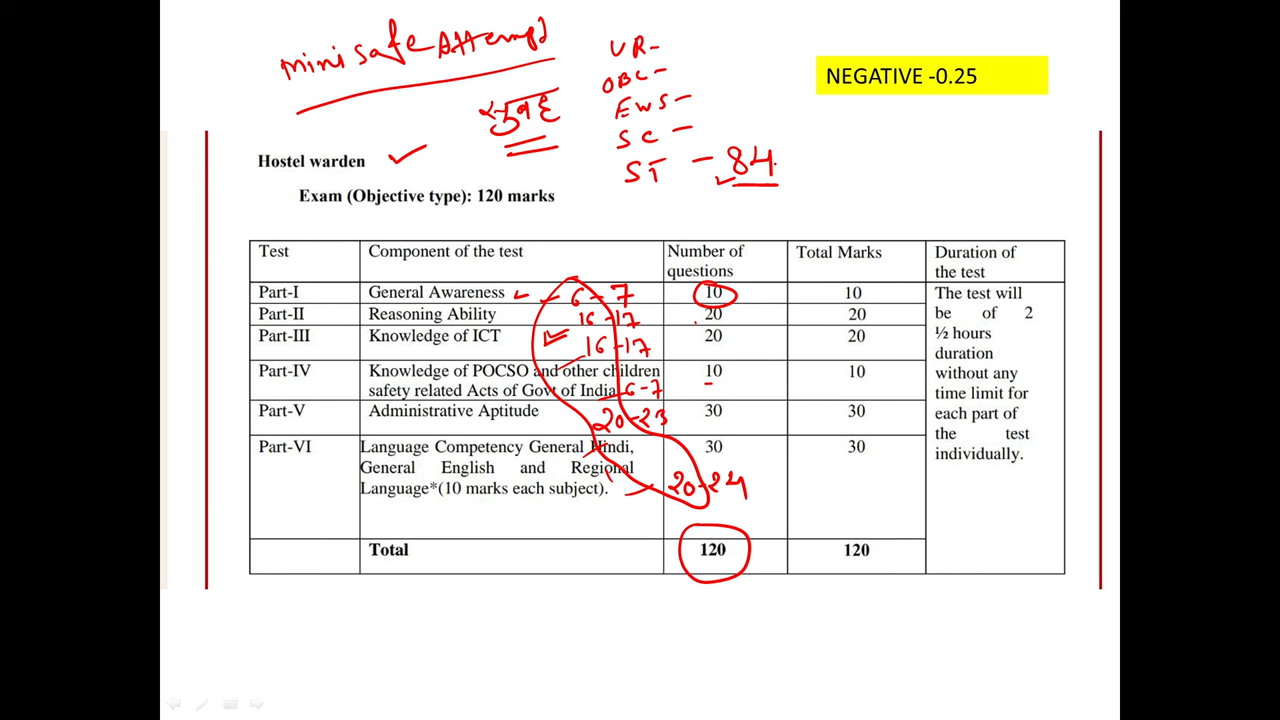 mini safe Attempt
UR-
OBC-
EWS-
SC-
ST - 84
NEGATIVE -0.25
Hostel warden
Exam (Objective type): 120 marks
Test Component of the test Number of questions Total Marks Duration of the test
Part-I General Awareness 6-7 10 10
Part-II Reasoning Ability 16-17 20 20
Part-III Knowledge of ICT 16-17 20 20
Part-IV Knowledge of POCSO and other children 10 10
safety related Acts of Govt of India 6-7
Part-V Administrative Aptitude 20-23 30 30
Part-VI Language Competency General Hindi, 30 30
General English and Regional
Language*(10 marks each subject). 20-24
The test will
be of 2
½ hours
duration
without any
time limit for
each part of
the test
individually.
Total 120 120